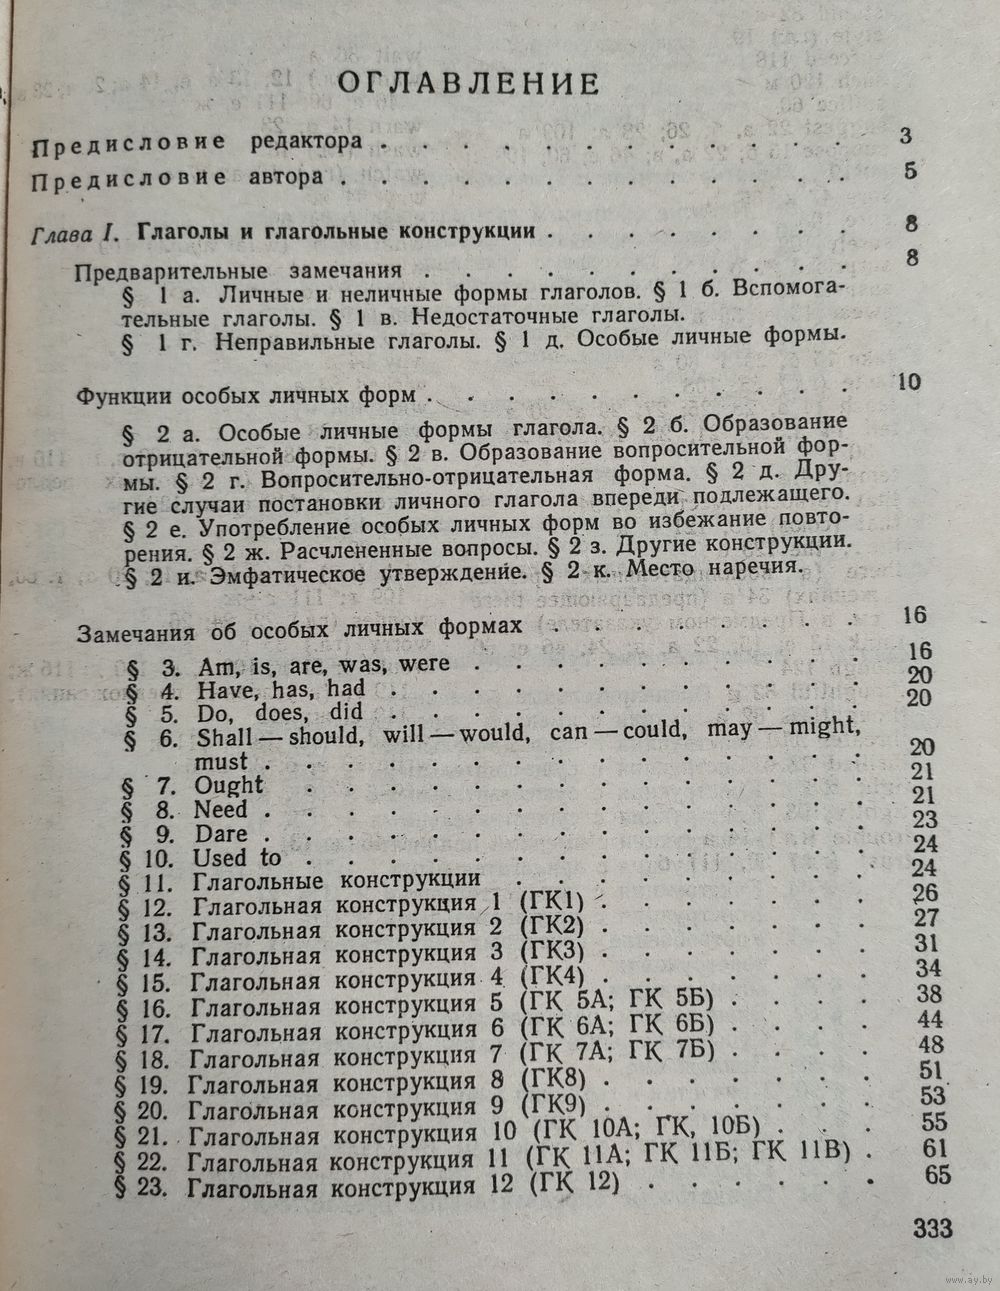 ОГЛАВЛЕНИЕ
Предисловие редактора . . . . . . . . . . . . 3
Предисловие автора . . . . . . . . . . . . . 5
Глава I. Глаголы и глагольные конструкции . . . . . . . . 8
Предварительные замечания . . . . . . . . . . . 8
§ 1 а. Личные и неличные формы глаголов. § 1 б. Вспомога-
тельные глаголы. § 1 в. Недостаточные глаголы.
§ 1 г. Неправильные глаголы. § 1 д. Особые личные формы.
Функции особых личных форм . . . . . . . . . . . 10
§ 2 а. Особые личные формы глагола. § 2 б. Образование
отрицательной формы. § 2 в. Образование вопросительной фор-
мы. § 2 г. Вопросительно-отрицательная форма. § 2 д. Дру-
гие случаи постановки личного глагола впереди подлежащего.
§ 2 е. Употребление особых личных форм во избежание повто-
рения. § 2 ж. Расчлененные вопросы. § 2 з. Другие конструкции.
§ 2 и. Эмфатическое утверждение. § 2 к. Место наречия.
Замечания об особых личных формах . . . . . . . . 16
§ 3. Am, is, are, was, were . . . . . . . . . . 16
§ 4. Have, has, had . . . . . . . . . . . . 20
§ 5. Do, does, did . . . . . . . . . . . . 20
§ 6. Shall — should, will — would, can — could, may — might,
must . . . . . . . . . . . . . . . 20
§ 7. Ought . . . . . . . . . . . . . . 21
§ 8. Need . . . . . . . . . . . . . . . 21
§ 9. Dare . . . . . . . . . . . . . . . 23
§ 10. Used to . . . . . . . . . . . . . . 24
§ 11. Глагольные конструкции . . . . . . . . . 24
§ 12. Глагольная конструкция 1 (ГК1) . . . . . . . 26
§ 13. Глагольная конструкция 2 (ГК2) . . . . . . . 27
§ 14. Глагольная конструкция 3 (ГК3) . . . . . . . 31
§ 15. Глагольная конструкция 4 (ГК4) . . . . . . . 34
§ 16. Глагольная конструкция 5 (ГК 5А; ГК 5Б) . . . . 38
§ 17. Глагольная конструкция 6 (ГК 6А; ГК 6Б) . . . . 44
§ 18. Глагольная конструкция 7 (ГК 7А; ГК 7Б) . . . . 48
§ 19. Глагольная конструкция 8 (ГК8) . . . . . . . 51
§ 20. Глагольная конструкция 9 (ГК9) . . . . . . . 53
§ 21. Глагольная конструкция 10 (ГК 10А; ГК, 10Б) . . . 55
§ 22. Глагольная конструкция 11 (ГК 11А; ГК 11Б; ГК 11В) . 61
§ 23. Глагольная конструкция 12 (ГК 12) . . . . . . 65
333
www.ay.by